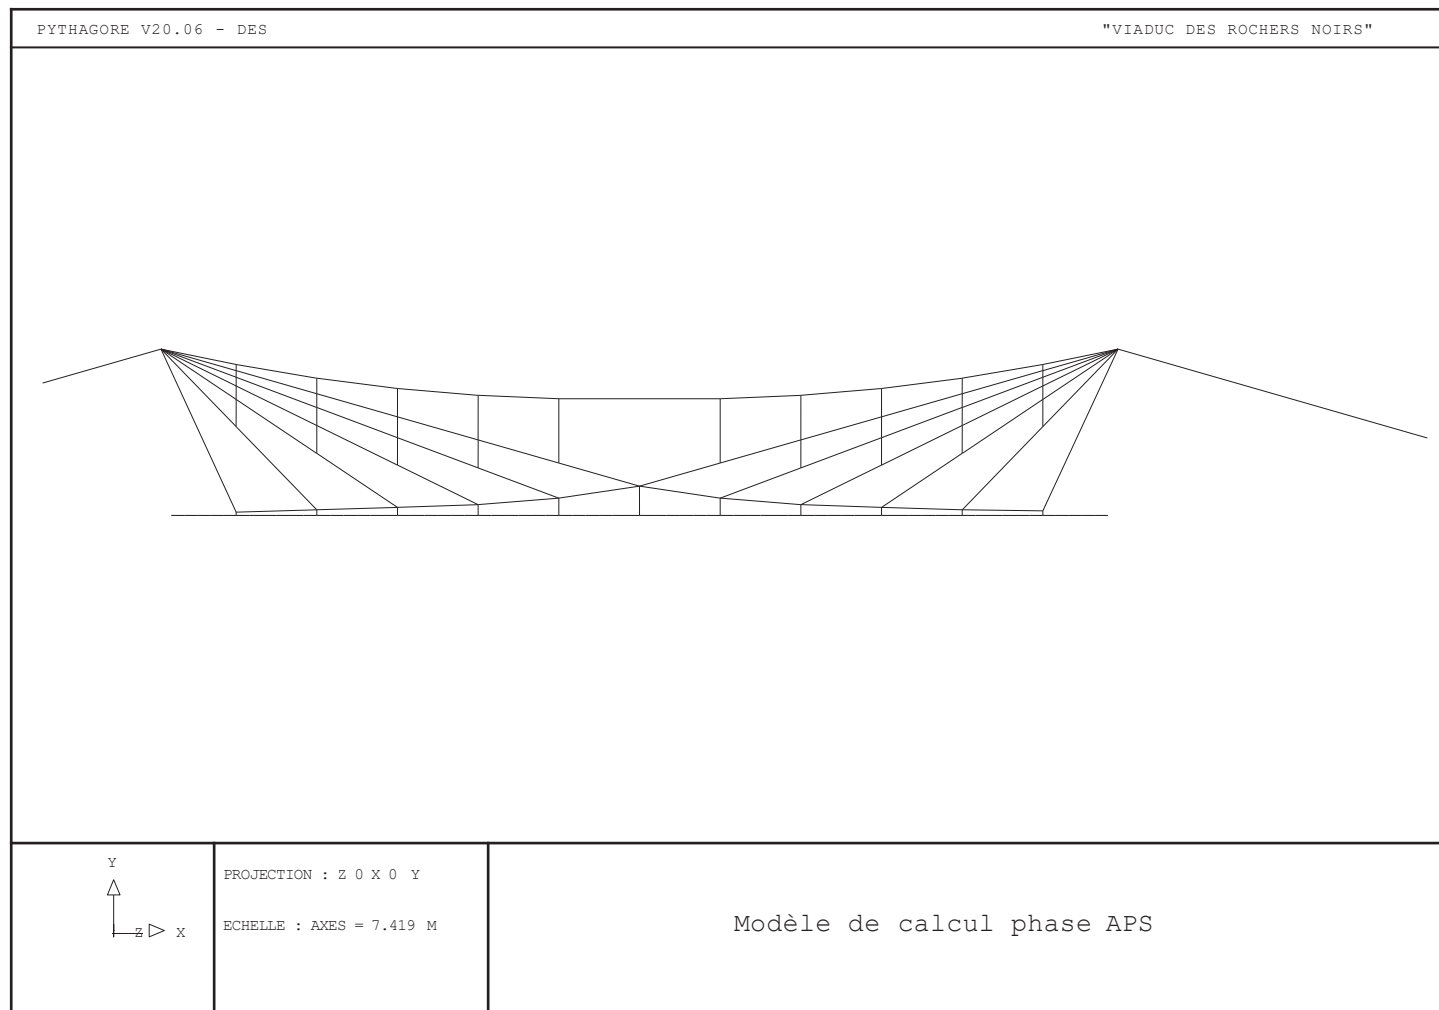 PYTHAGORE V20.06 - DES
"VIADUC DES ROCHERS NOIRS"
Y
Z
X
PROJECTION : Z 0 X 0 Y
ECHELLE : AXES = 7.419 M
Modèle de calcul phase APS